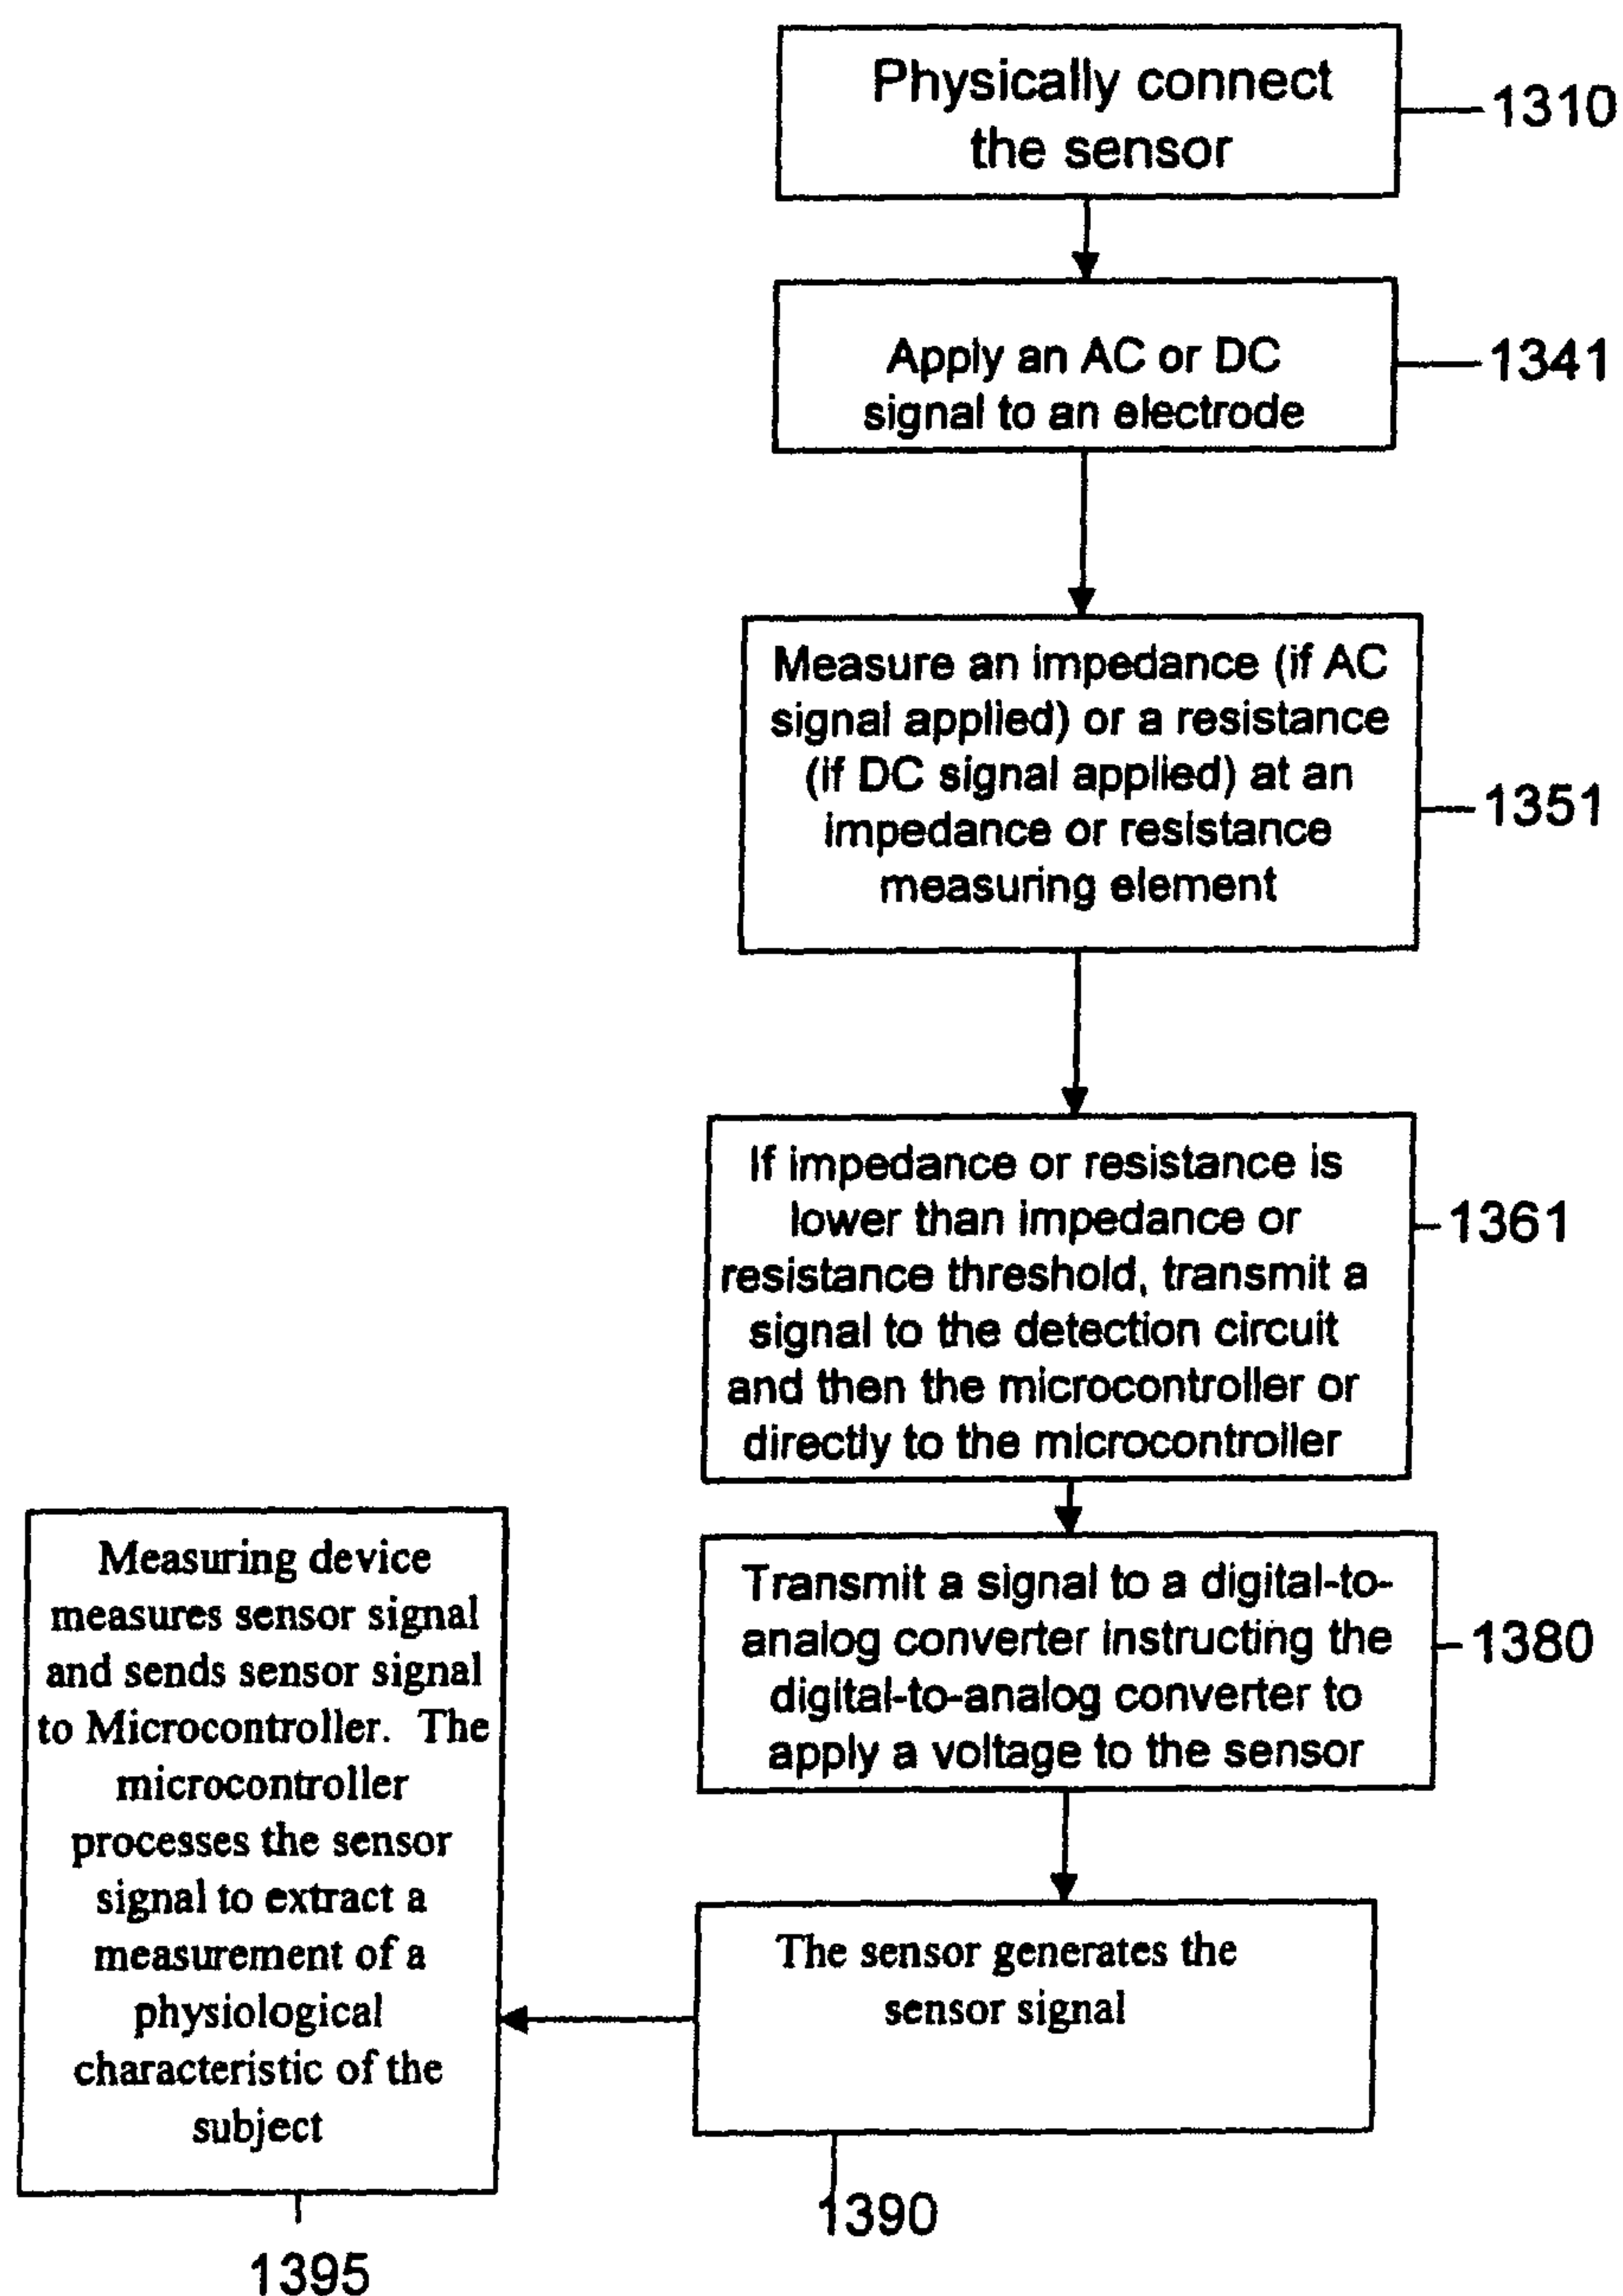 Physically connect
the sensor
1310
Apply an AC or DC
signal to an electrode
1341
Measure an impedance (if AC
signal applied) or a resistance
(if DC signal applied) at an
impedance or resistance
measuring element
1351
If impedance or resistance is
lower than impedance or
resistance threshold, transmit a
signal to the detection circuit
and then the microcontroller or
directly to the microcontroller
1361
Transmit a signal to a digital-to-
analog converter instructing the
digital-to-analog converter to
apply a voltage to the sensor
1380
The sensor generates the
sensor signal
1390
Measuring device
measures sensor signal
and sends sensor signal
to Microcontroller. The
microcontroller
processes the sensor
signal to extract a
measurement of a
physiological
characteristic of the
subject
1395